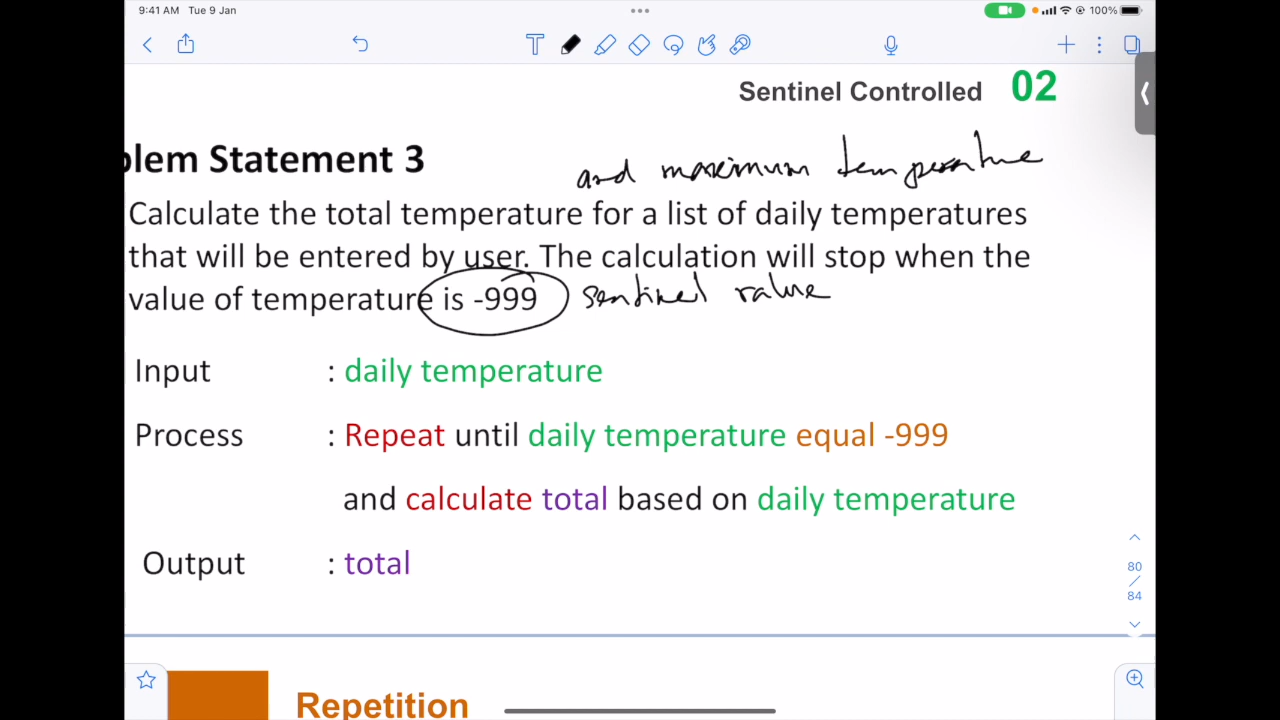 9:41 AM Tue 9 Jan
100%
Sentinel Controlled 02
blem Statement 3
and maximum temperature
Calculate the total temperature for a list of daily temperatures
that will be entered by user. The calculation will stop when the
value of temperature is -999 sentinel value
Input : daily temperature
Process : Repeat until daily temperature equal -999
and calculate total based on daily temperature
Output : total
80
/
84
Repetition